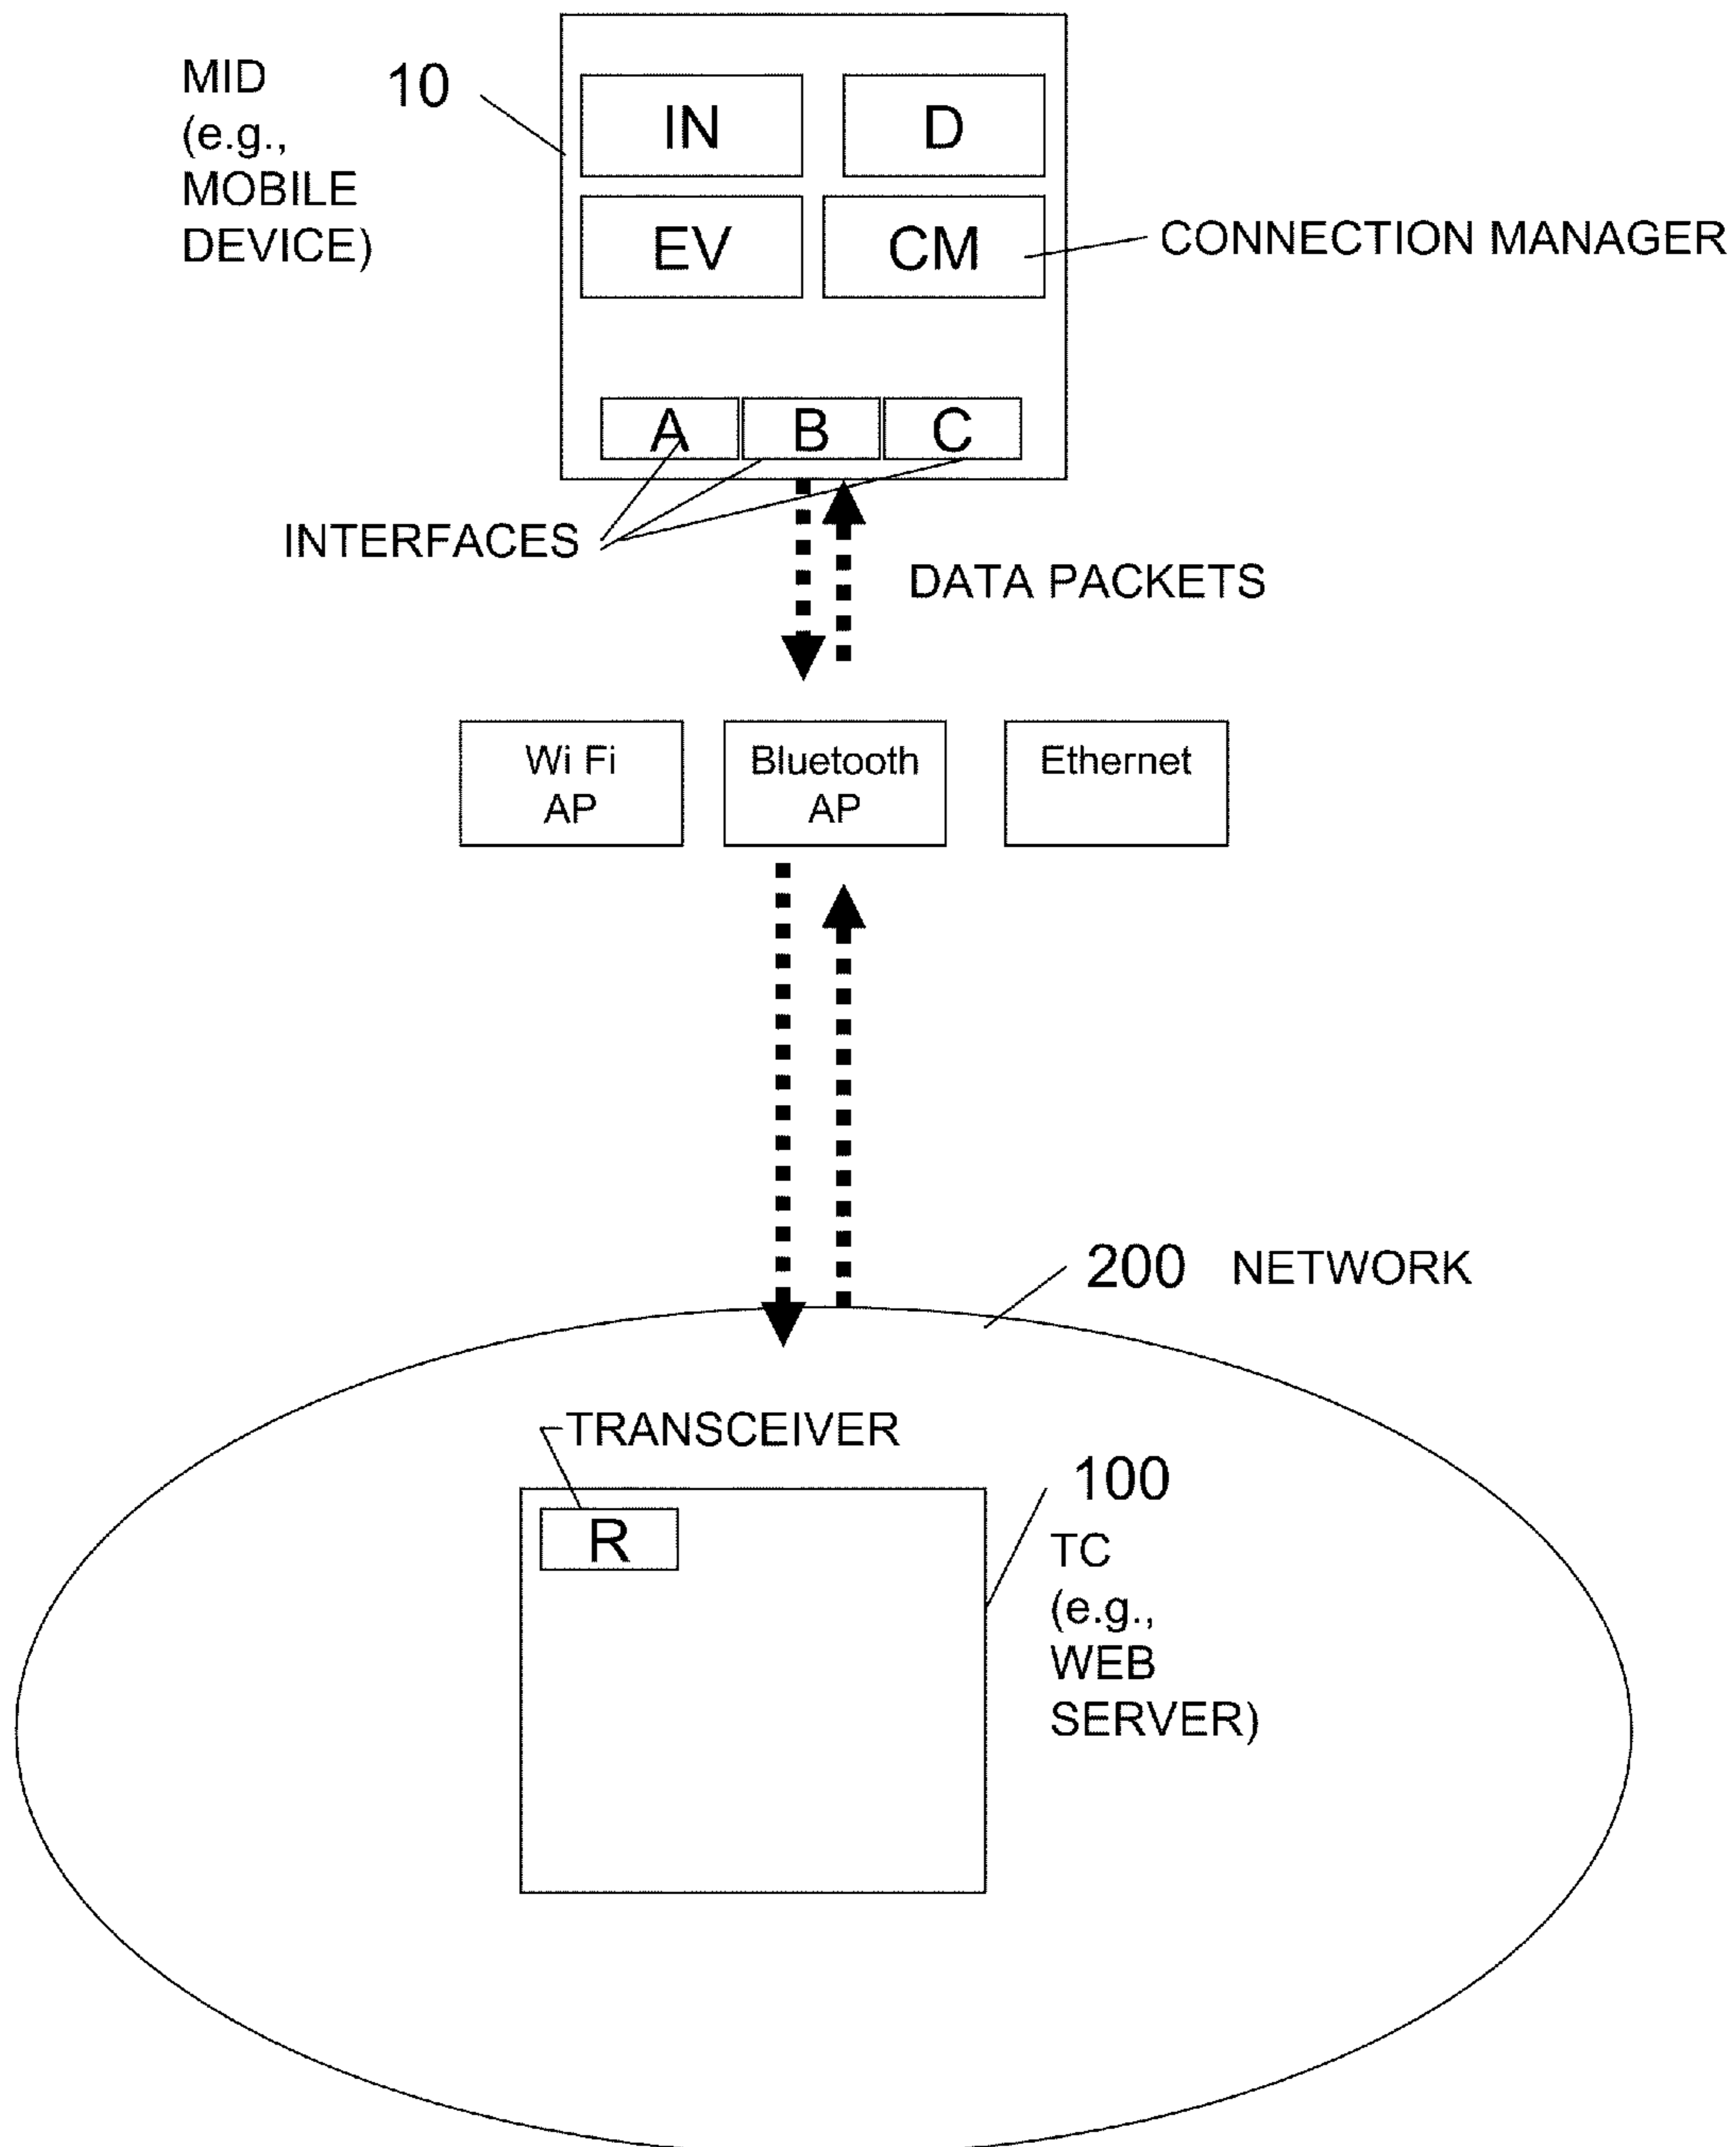 MID
(e.g.,
MOBILE
DEVICE)
10
IN
D
EV
CM
CONNECTION MANAGER
A
B
C
INTERFACES
DATA PACKETS
Wi Fi
AP
Bluetooth
AP
Ethernet
200 NETWORK
TRANSCEIVER
R
100
TC
(e.g.,
WEB
SERVER)